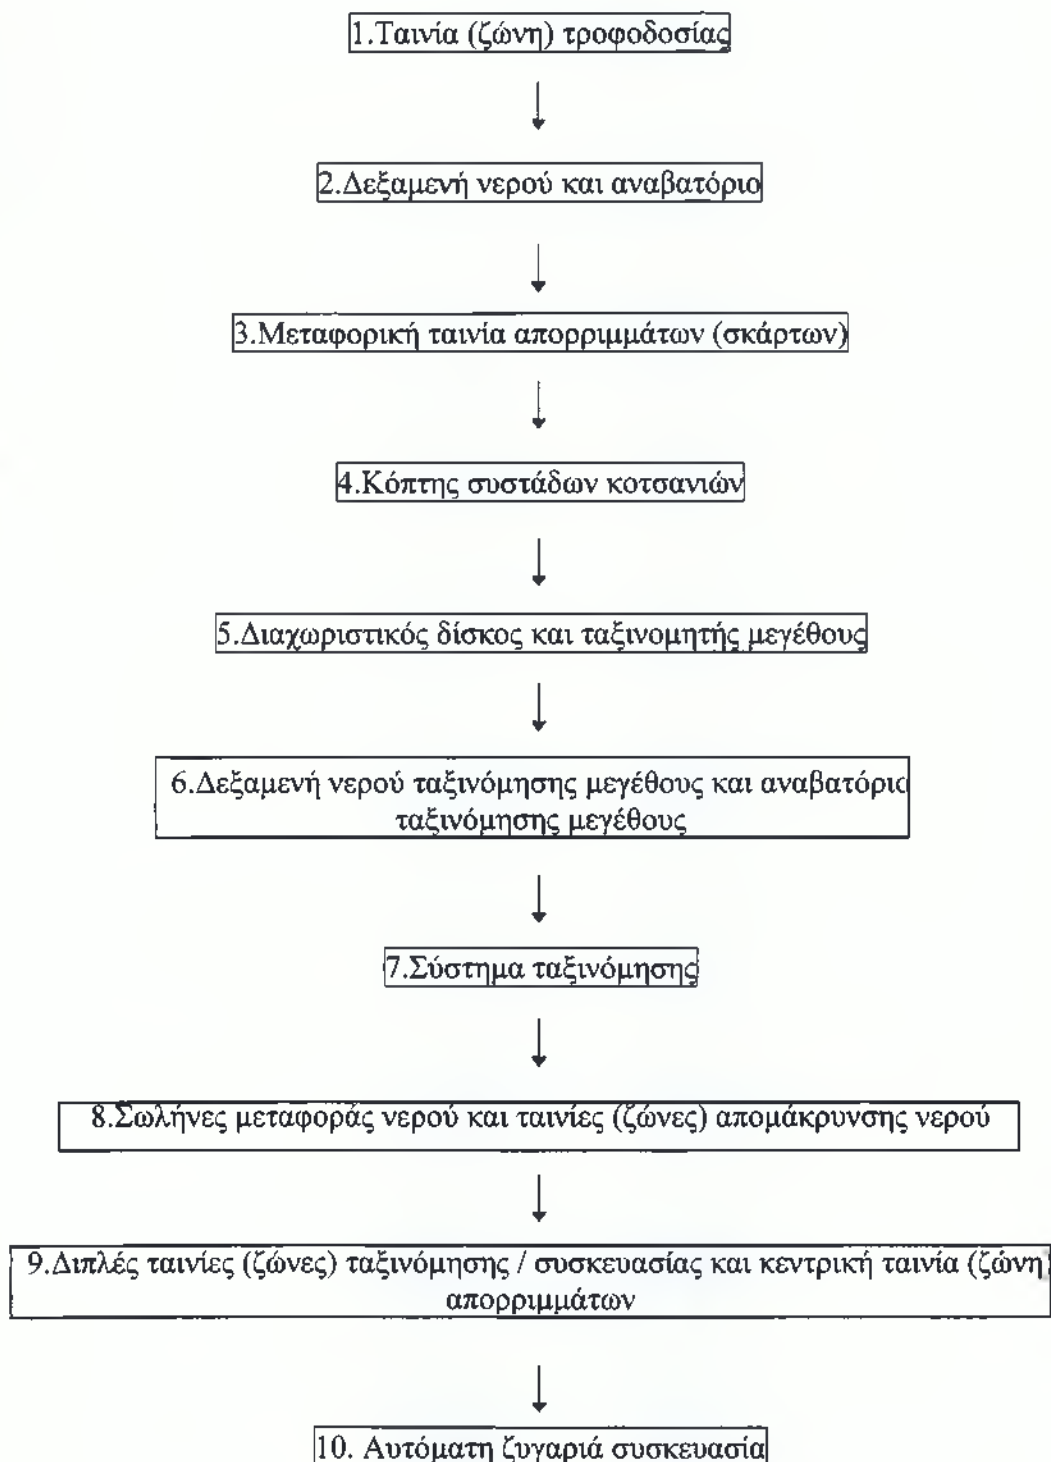 1.Ταινία (ζώνη) τροφοδοσίας
2.Δεξαμενή νερού και αναβατόριο
3.Μεταφορική ταινία απορριμμάτων (σκάρτων)
4.Κόπτης συστάδων κοτσανιών
5.Διαχωριστικός δίσκος και ταξινομητής μεγέθους
6.Δεξαμενή νερού ταξινόμησης μεγέθους και αναβατόριο
ταξινόμησης μεγέθους
7.Σύστημα ταξινόμησης
8.Σωλήνες μεταφοράς νερού και ταινίες (ζώνες) απομάκρυνσης νερού
9.Διπλές ταινίες (ζώνες) ταξινόμησης / συσκευασίας και κεντρική ταινία (ζώνη)
απορριμμάτων
10. Αυτόματη ζυγαριά συσκευασία